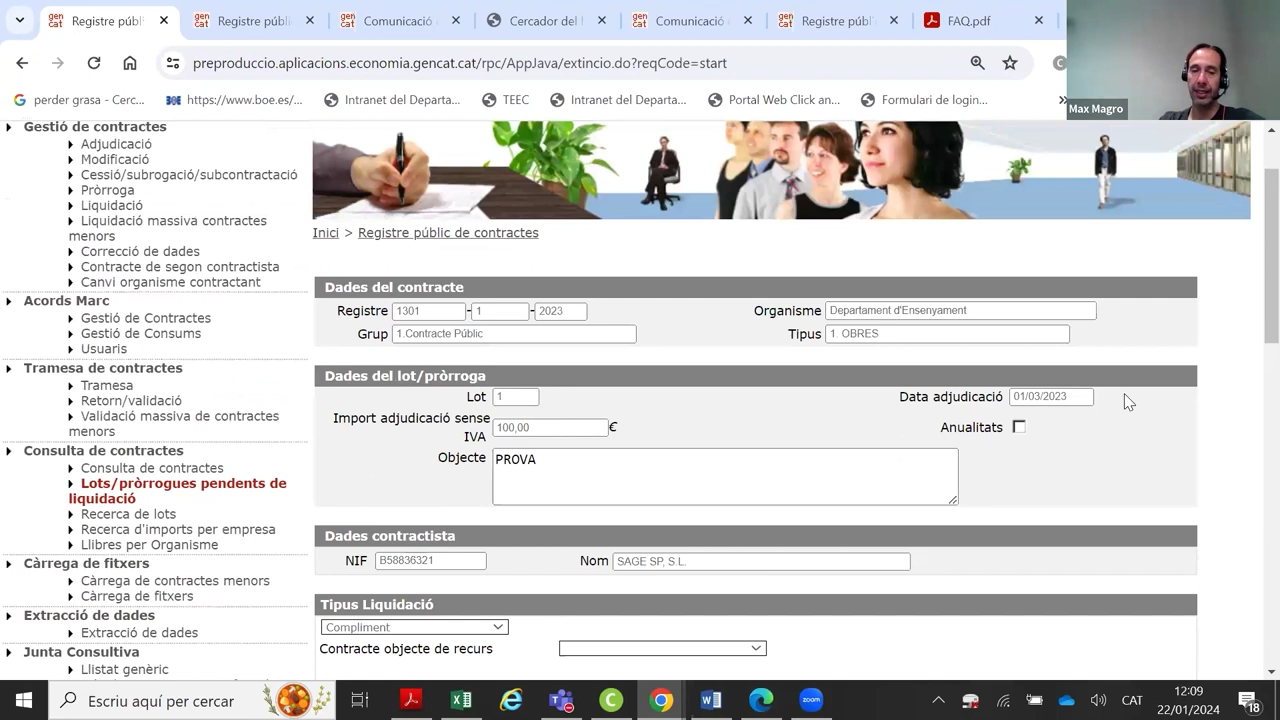 Registre públ
Registre públ
Comunicació
Cercador del
Comunicació
Registre públ
FAQ.pdf
preproduccio.aplicacions.economia.gencat.cat/rpc/AppJava/extincio.do?reqCode=start
perder grasa - Cerc...
https://www.boe.es/...
Intranet del Departa...
TEEC
Intranet del Departa...
Portal Web Click an...
Formulari de login...
Max Magro
Gestió de contractes
Adjudicació
Modificació
Cessió/subrogació/subcontractació
Pròrroga
Liquidació
Liquidació massiva contractes
menors
Correcció de dades
Contracte de segon contractista
Canvi organisme contractant
Acords Marc
Gestió de Contractes
Gestió de Consums
Usuaris
Tramesa de contractes
Tramesa
Retorn/validació
Validació massiva de contractes
menors
Consulta de contractes
Consulta de contractes
Lots/pròrrogues pendents de
liquidació
Recerca de lots
Recerca d'imports per empresa
Llibres per Organisme
Càrrega de fitxers
Càrrega de contractes menors
Càrrega de fitxers
Extracció de dades
Extracció de dades
Junta Consultiva
Llistat genèric
Inici > Registre públic de contractes
Dades del contracte
Registre 1301 - 1 - 2023 Organisme Departament d'Ensenyament
Grup 1.Contracte Públic Tipus 1. OBRES
Dades del lot/pròrroga
Lot 1 Data adjudicació 01/03/2023
Import adjudicació sense
IVA 100,00 € Anualitats
Objecte PROVA
Dades contractista
NIF B58836321 Nom SAGE SP, S.L.
Tipus Liquidació
Compliment
Contracte objecte de recurs
Escriu aquí per cercar
CAT
12:09
22/01/2024
18